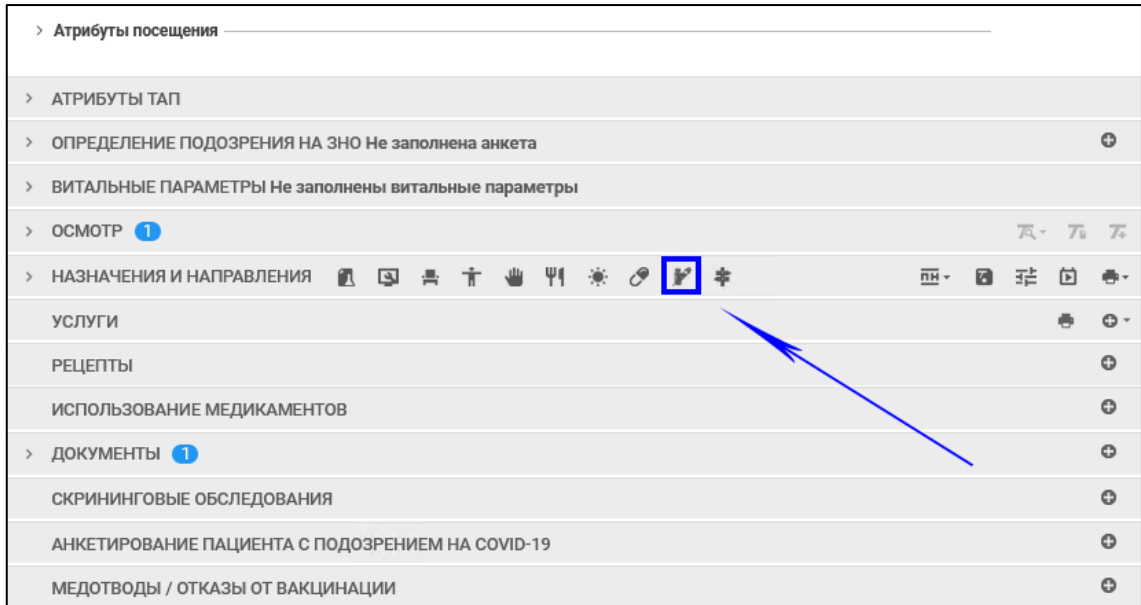 Атрибуты посещения
АТРИБУТЫ ТАП
ОПРЕДЕЛЕНИЕ ПОДОЗРЕНИЯ НА ЗНО Не заполнена анкета
ВИТАЛЬНЫЕ ПАРАМЕТРЫ Не заполнены витальные параметры
ОСМОТР 1
НАЗНАЧЕНИЯ И НАПРАВЛЕНИЯ ПН
УСЛУГИ
РЕЦЕПТЫ
ИСПОЛЬЗОВАНИЕ МЕДИКАМЕНТОВ
ДОКУМЕНТЫ 1
СКРИНИНГОВЫЕ ОБСЛЕДОВАНИЯ
АНКЕТИРОВАНИЕ ПАЦИЕНТА С ПОДОЗРЕНИЕМ НА COVID-19
МЕДОТВОДЫ / ОТКАЗЫ ОТ ВАКЦИНАЦИИ